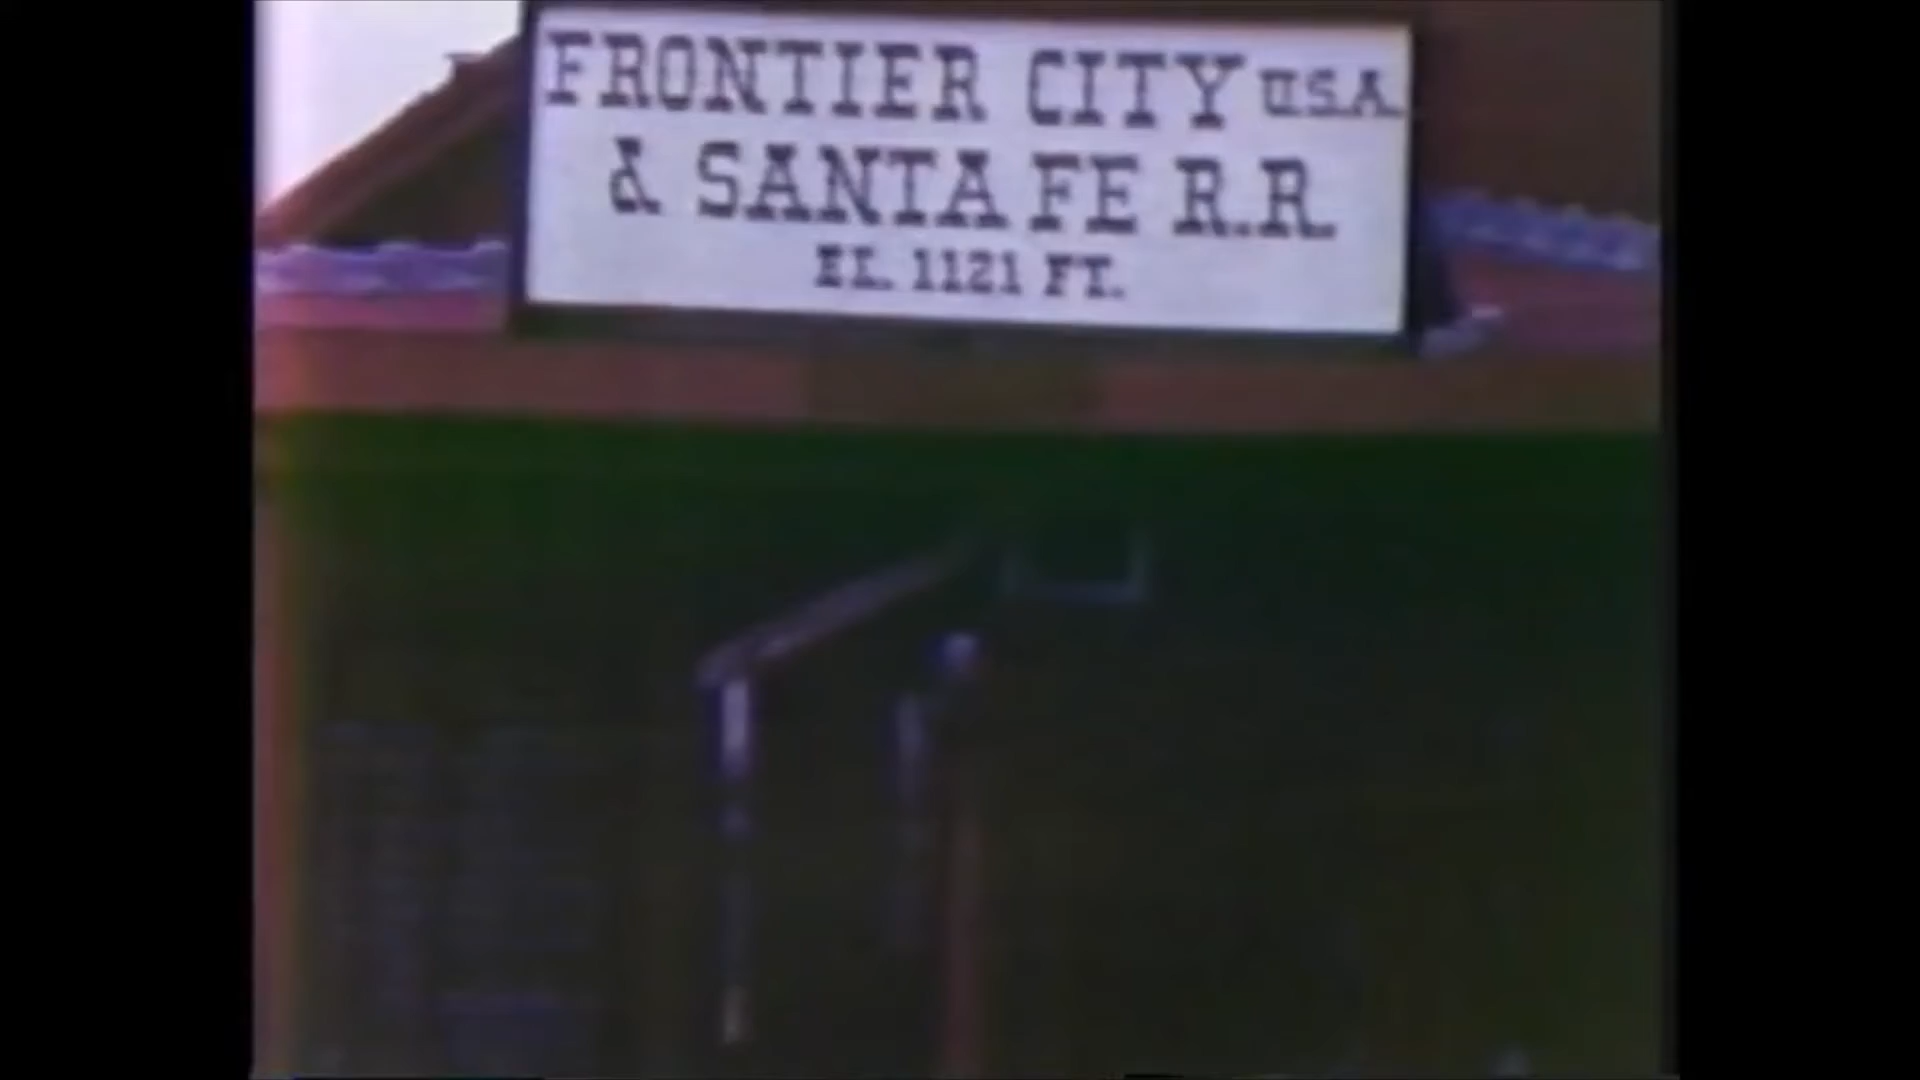 FRONTIER CITY U.S.A.
& SANTA FE R.R.
EL. 1121 FT.